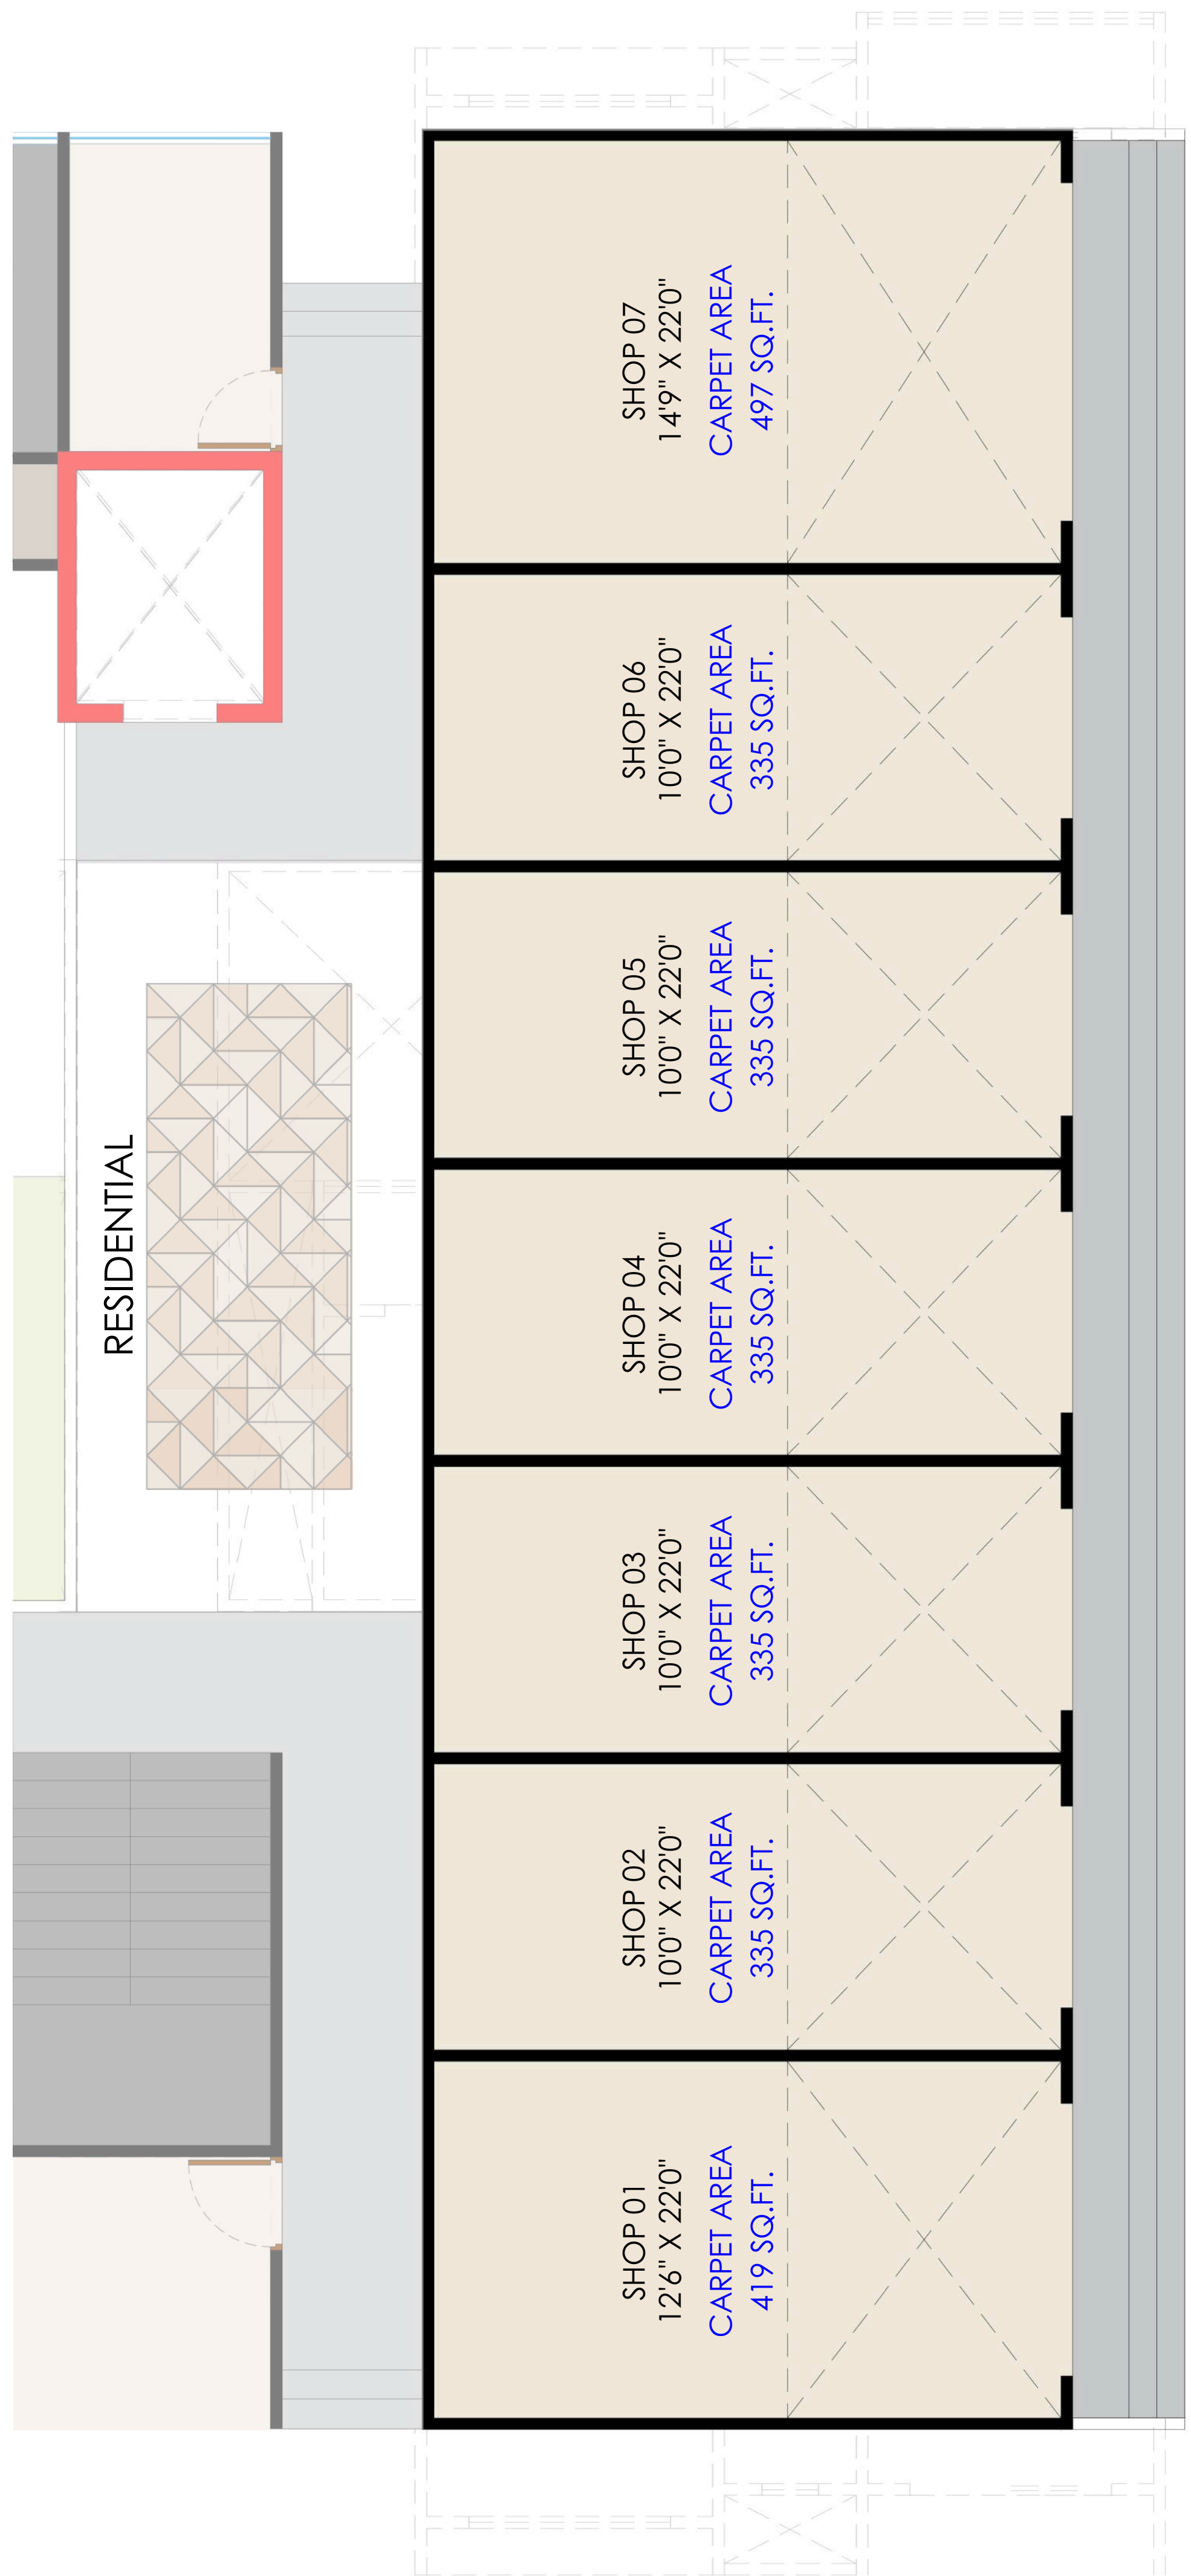 RESIDENTIAL
SHOP 01
12'6" X 22'0"
CARPET AREA
419 SQ.FT.
SHOP 02
10'0" X 22'0"
CARPET AREA
335 SQ.FT.
SHOP 03
10'0" X 22'0"
CARPET AREA
335 SQ.FT.
SHOP 04
10'0" X 22'0"
CARPET AREA
335 SQ.FT.
SHOP 05
10'0" X 22'0"
CARPET AREA
335 SQ.FT.
SHOP 06
10'0" X 22'0"
CARPET AREA
335 SQ.FT.
SHOP 07
14'9" X 22'0"
CARPET AREA
497 SQ.FT.